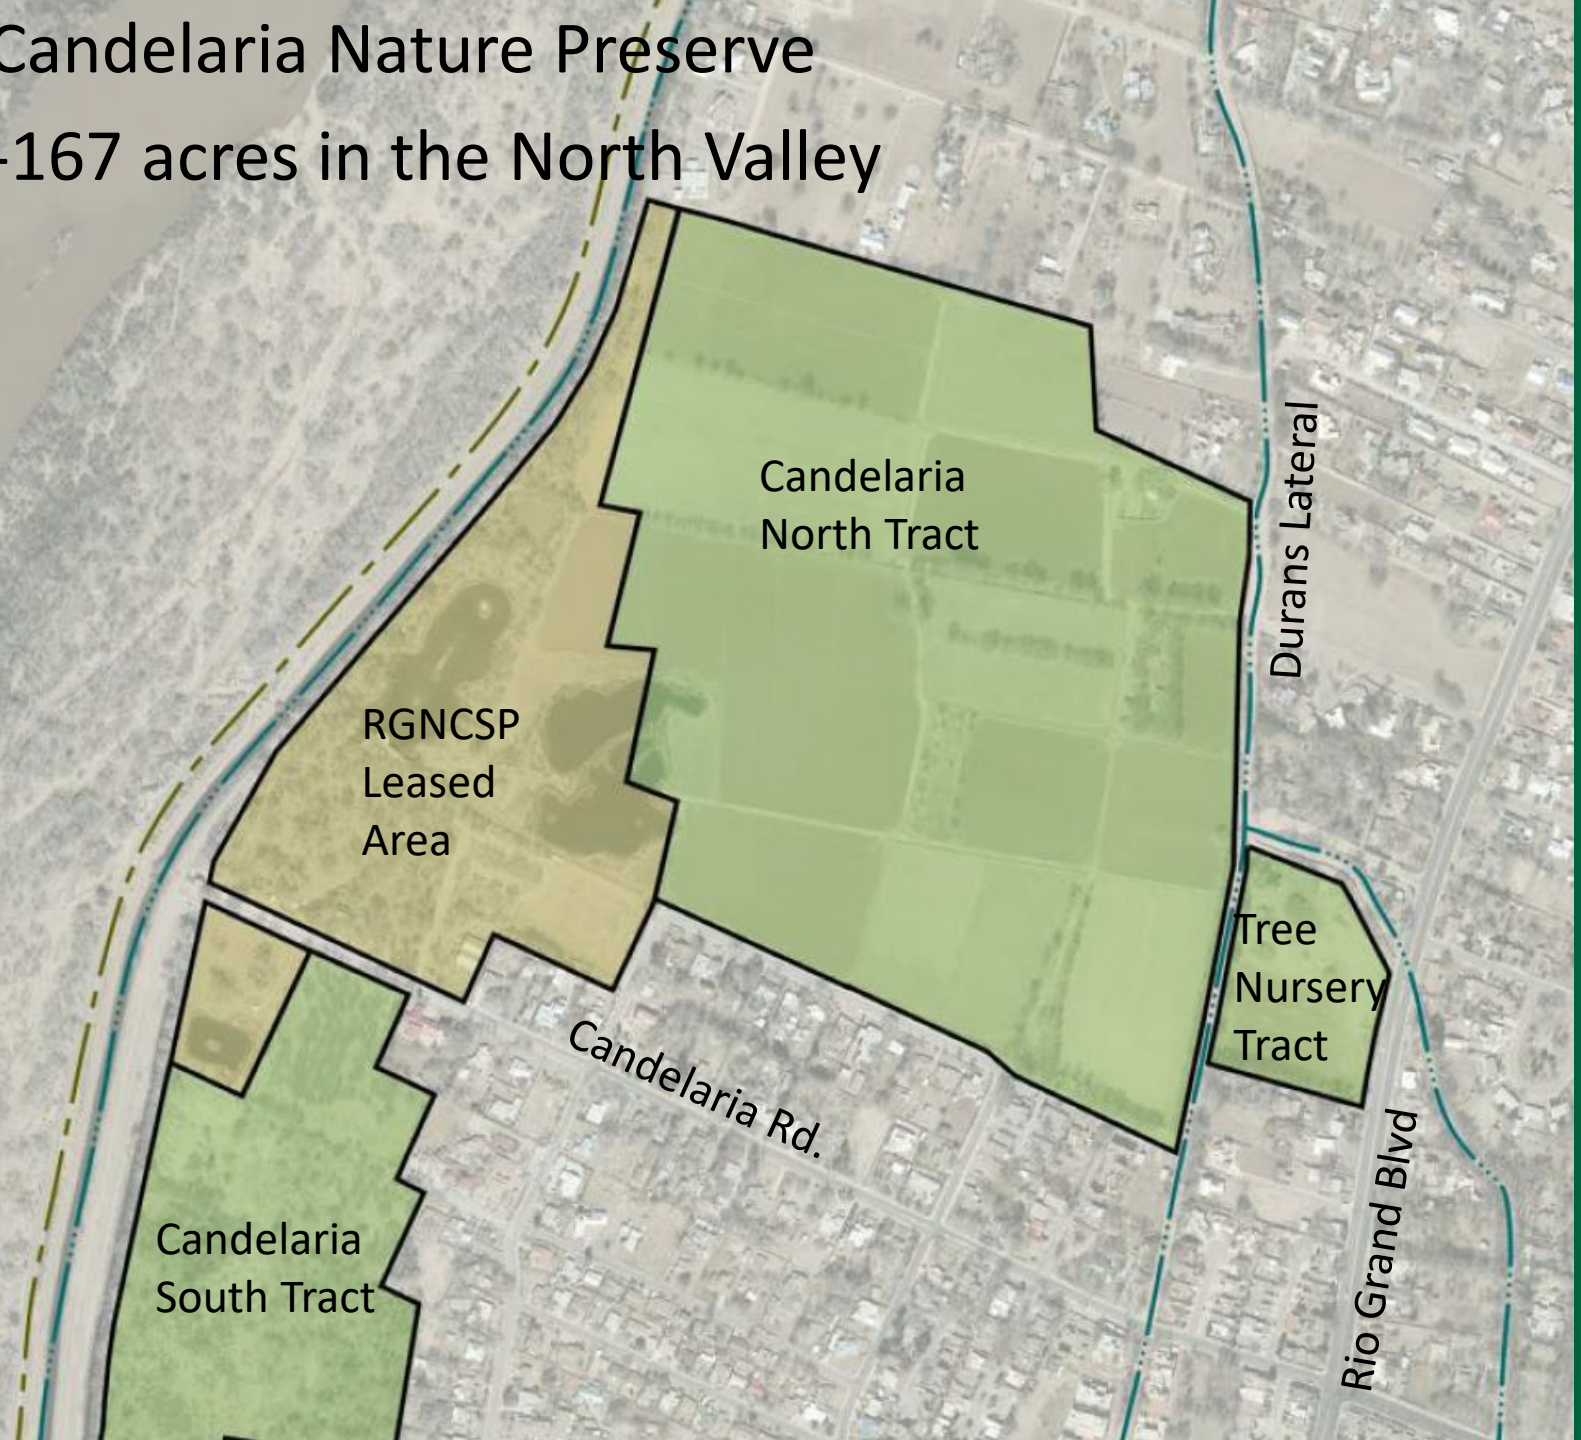 Candelaria Nature Preserve
-167 acres in the North Valley
Candelaria
North Tract
Durans Lateral
RGNCSP
Leased
Area
Tree
Nursery
Tract
Candelaria Rd.
Rio Grand Blvd
Candelaria
South Tract